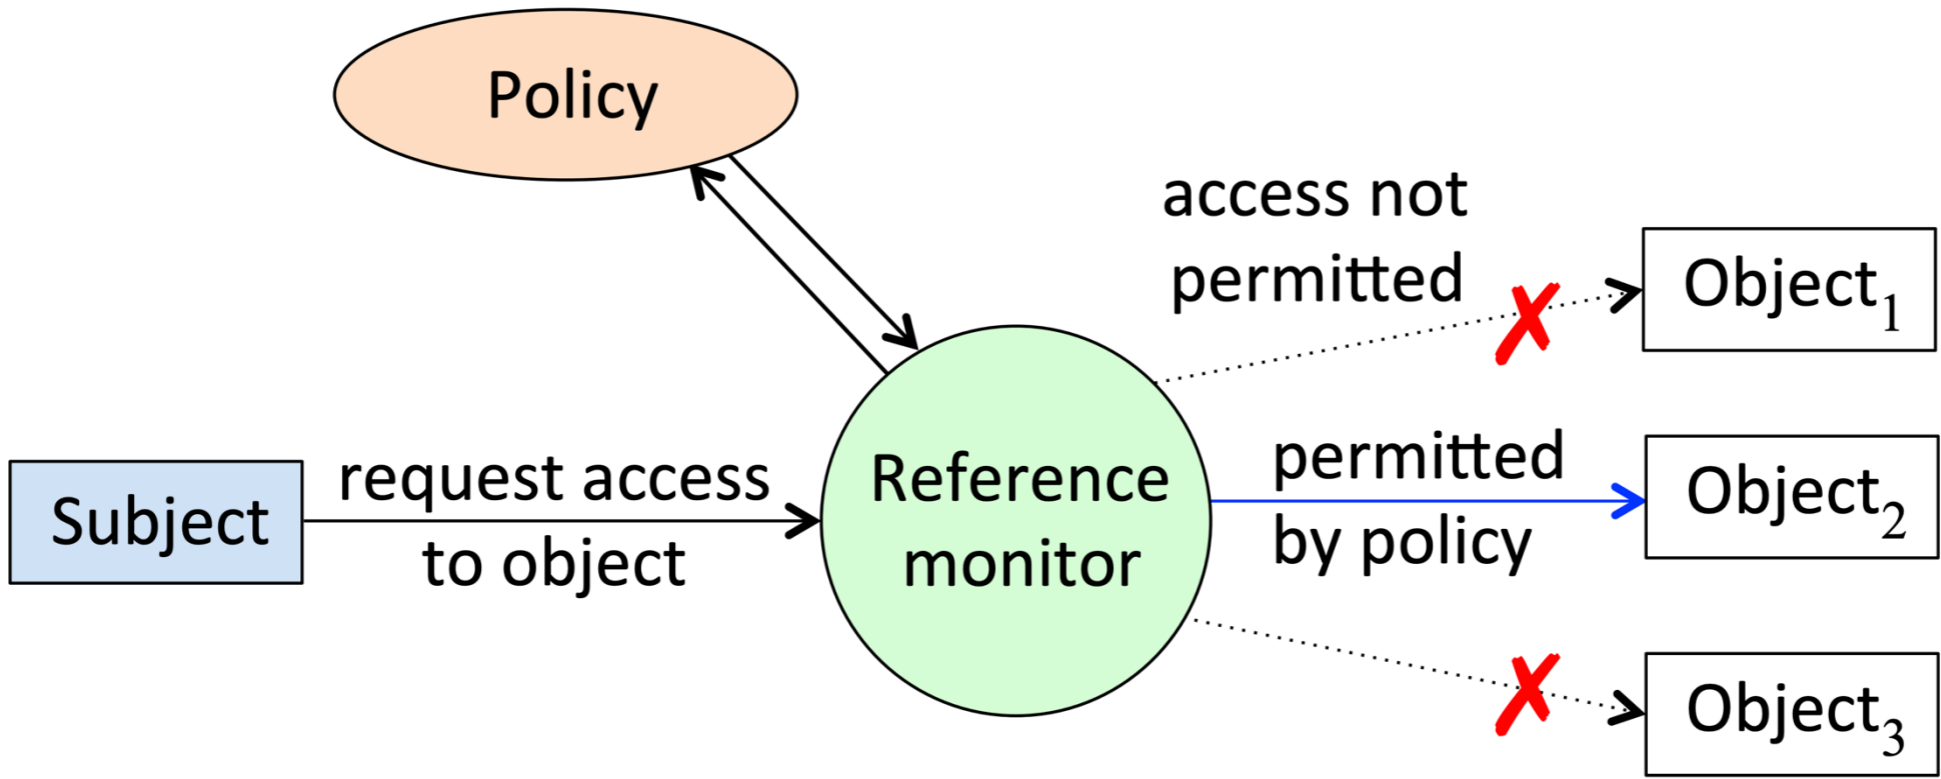 Policy
access not
permitted
Object1
Subject
request access
to object
Reference
monitor
permitted
by policy
Object2
Object3